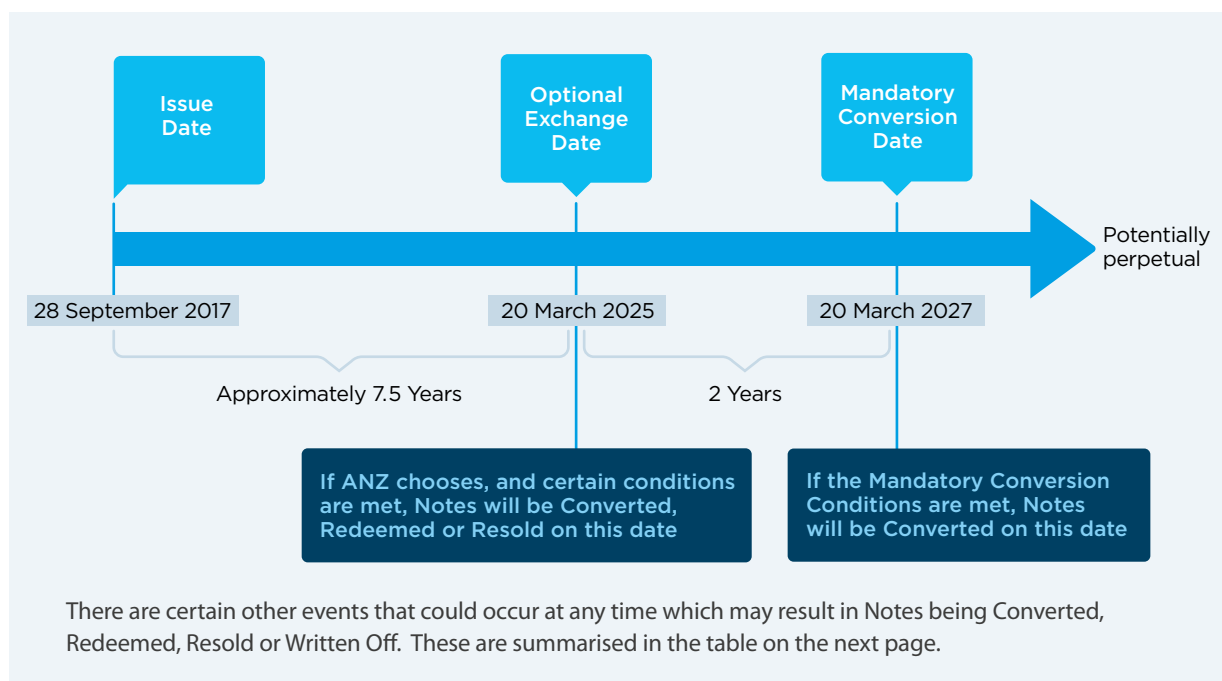 Issue
Date
Optional
Exchange
Date
Mandatory
Conversion
Date
Potentially
perpetual
28 September 2017
20 March 2025
20 March 2027
Approximately 7.5 Years
2 Years
If ANZ chooses, and certain conditions
are met, Notes will be Converted,
Redeemed or Resold on this date
If the Mandatory Conversion
Conditions are met, Notes
will be Converted on this date
There are certain other events that could occur at any time which may result in Notes being Converted,
Redeemed, Resold or Written Off.  These are summarised in the table on the next page.